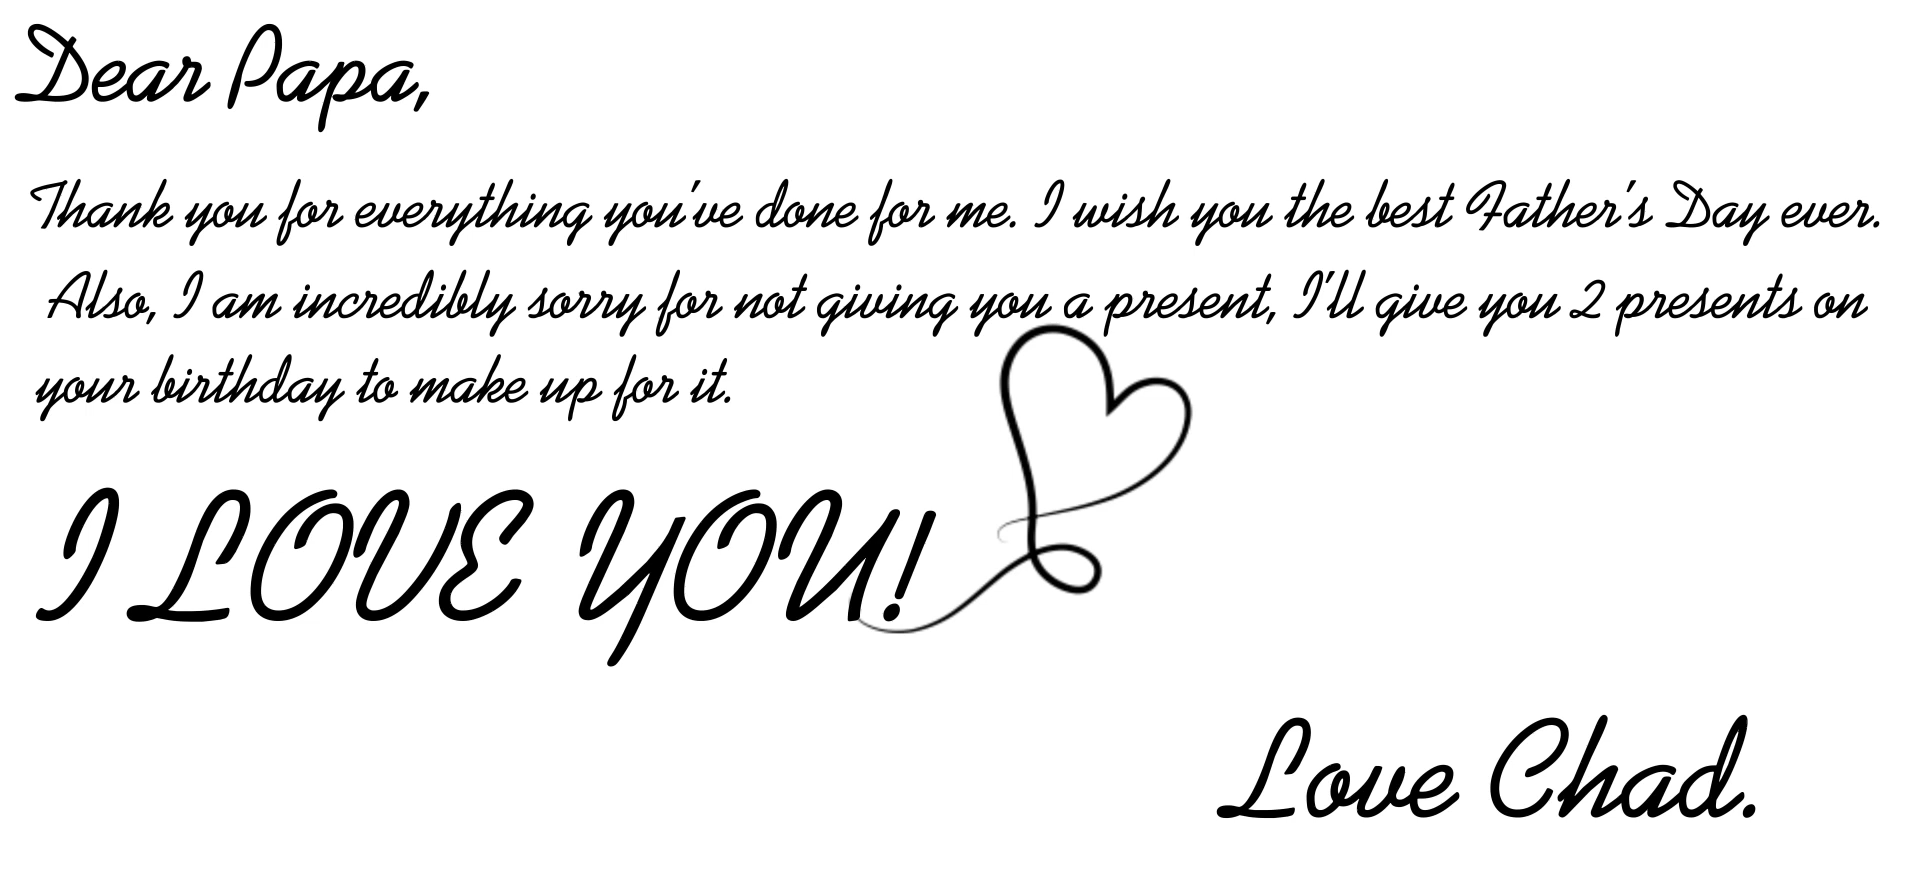 Dear Papa,
Thank you for everything you've done for me. I wish you the best Father's Day ever.
Also, I am incredibly sorry for not giving you a present, I'll give you 2 presents on
your birthday to make up for it.
I LOVE YOU!
Love Chad.